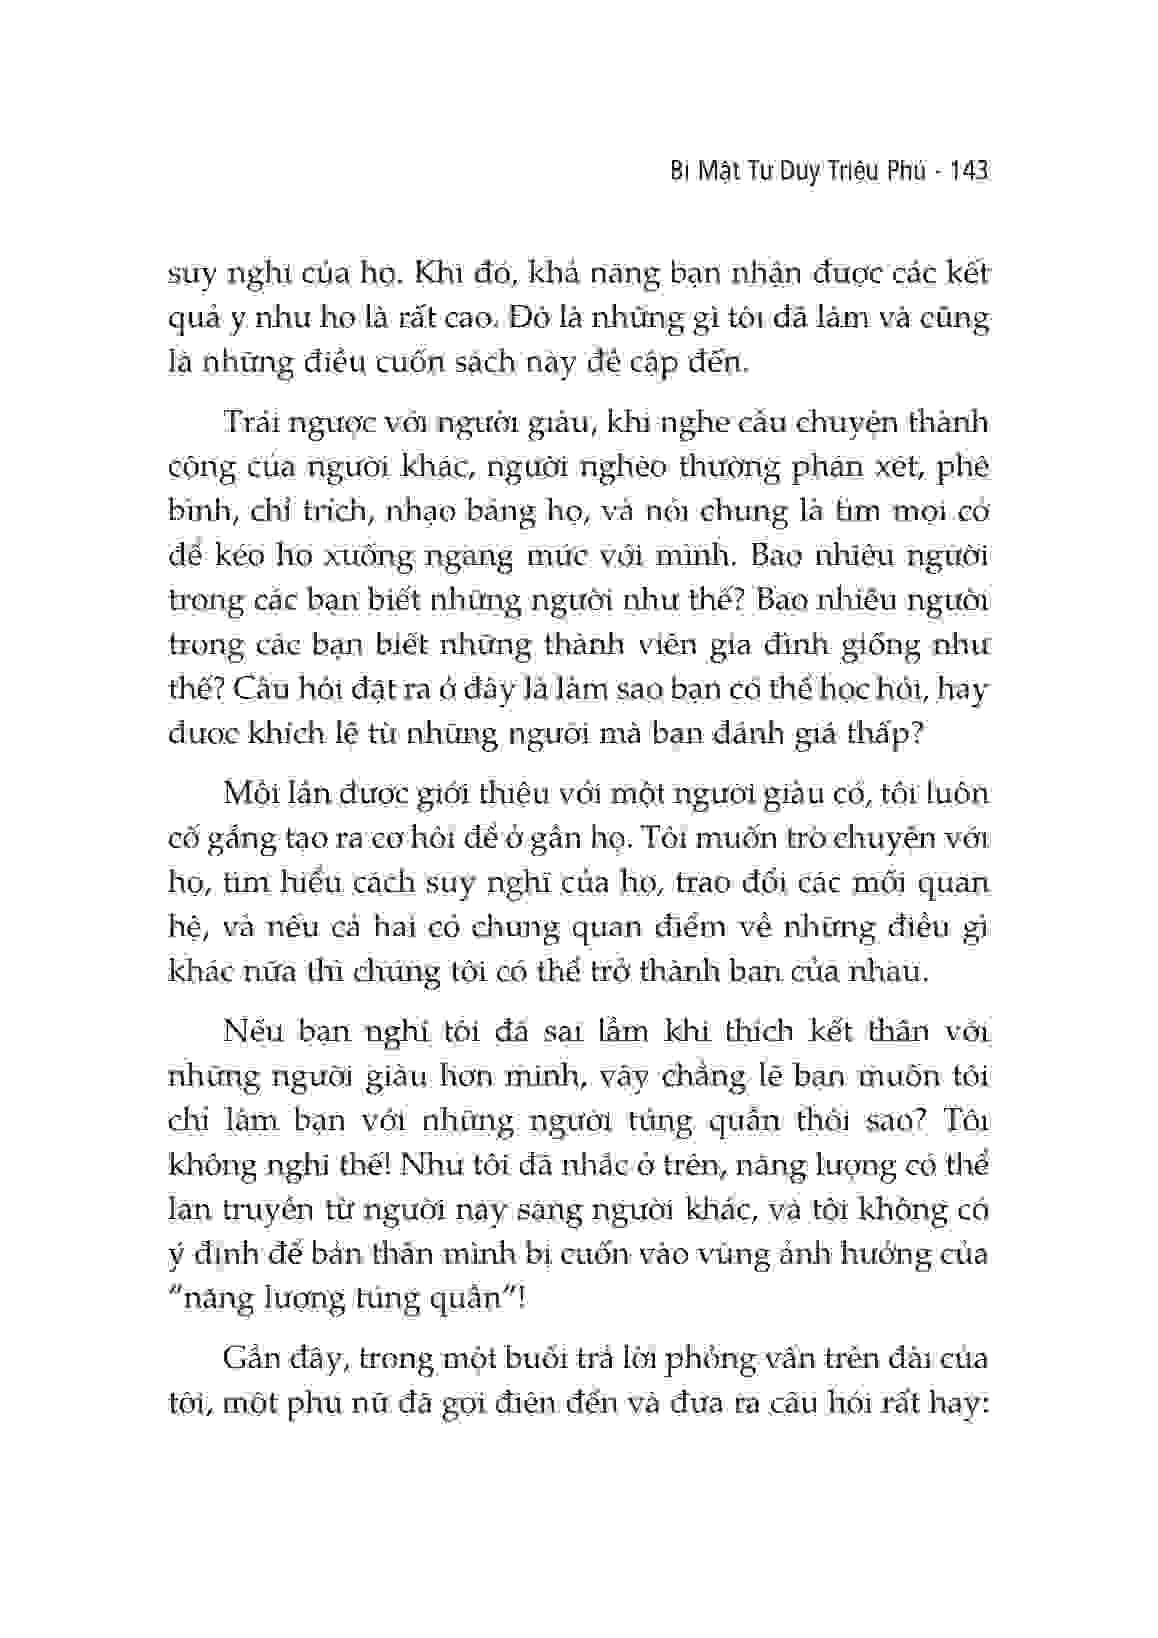 Bí Mật Tư Duy Triệu Phú - 143
suy nghĩ của họ. Khi đó, khả năng bạn nhận được các kết
quả y như họ là rất cao. Đó là những gì tôi đã làm và cũng
là những điều cuốn sách này đề cập đến.
Trái ngược với người giàu, khi nghe câu chuyện thành
công của người khác, người nghèo thường phán xét, phê
bình, chỉ trích, nhạo báng họ, và nói chung là tìm mọi cớ
để kéo họ xuống ngang mức với mình. Bao nhiêu người
trong các bạn biết những người như thế? Bao nhiêu người
trong các bạn biết những thành viên gia đình giống như
thế? Câu hỏi đặt ra ở đây là làm sao bạn có thể học hỏi, hay
được khích lệ từ những người mà bạn đánh giá thấp?
Mỗi lần được giới thiệu với một người giàu có, tôi luôn
cố gắng tạo ra cơ hội để ở gần họ. Tôi muốn trò chuyện với
họ, tìm hiểu cách suy nghĩ của họ, trao đổi các mối quan
hệ, và nếu cả hai có chung quan điểm về những điều gì
khác nữa thì chúng tôi có thể trở thành bạn của nhau.
Nếu bạn nghĩ tôi đã sai lầm khi thích kết thân với
những người giàu hơn mình, vậy chẳng lẽ bạn muốn tôi
chỉ làm bạn với những người túng quẫn thôi sao? Tôi
không nghĩ thế! Như tôi đã nhắc ở trên, năng lượng có thể
lan truyền từ người này sang người khác, và tôi không có
ý định để bản thân mình bị cuốn vào vùng ảnh hưởng của
“năng lượng túng quẫn”!
Gần đây, trong một buổi trả lời phỏng vấn trên đài của
tôi, một phụ nữ đã gọi điện đến và đưa ra câu hỏi rất hay: